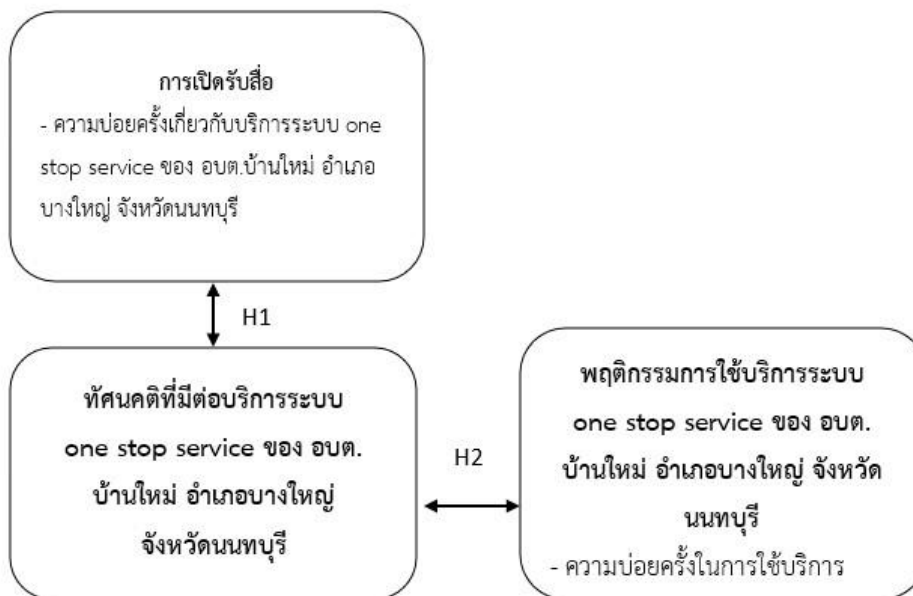 การเปิดรับสื่อ
- ความบ่อยครั้งเกี่ยวกับบริการระบบ one
stop service ของ อบต.บ้านใหม่ อำเภอ
บางใหญ่ จังหวัดนนทบุรี
H1
ทัศนคติที่มีต่อบริการระบบ
one stop service ของ อบต.
บ้านใหม่ อำเภอบางใหญ่
จังหวัดนนทบุรี
H2
พฤติกรรมการใช้บริการระบบ
one stop service ของ อบต.
บ้านใหม่ อำเภอบางใหญ่ จังหวัด
นนทบุรี
- ความบ่อยครั้งในการใช้บริการ